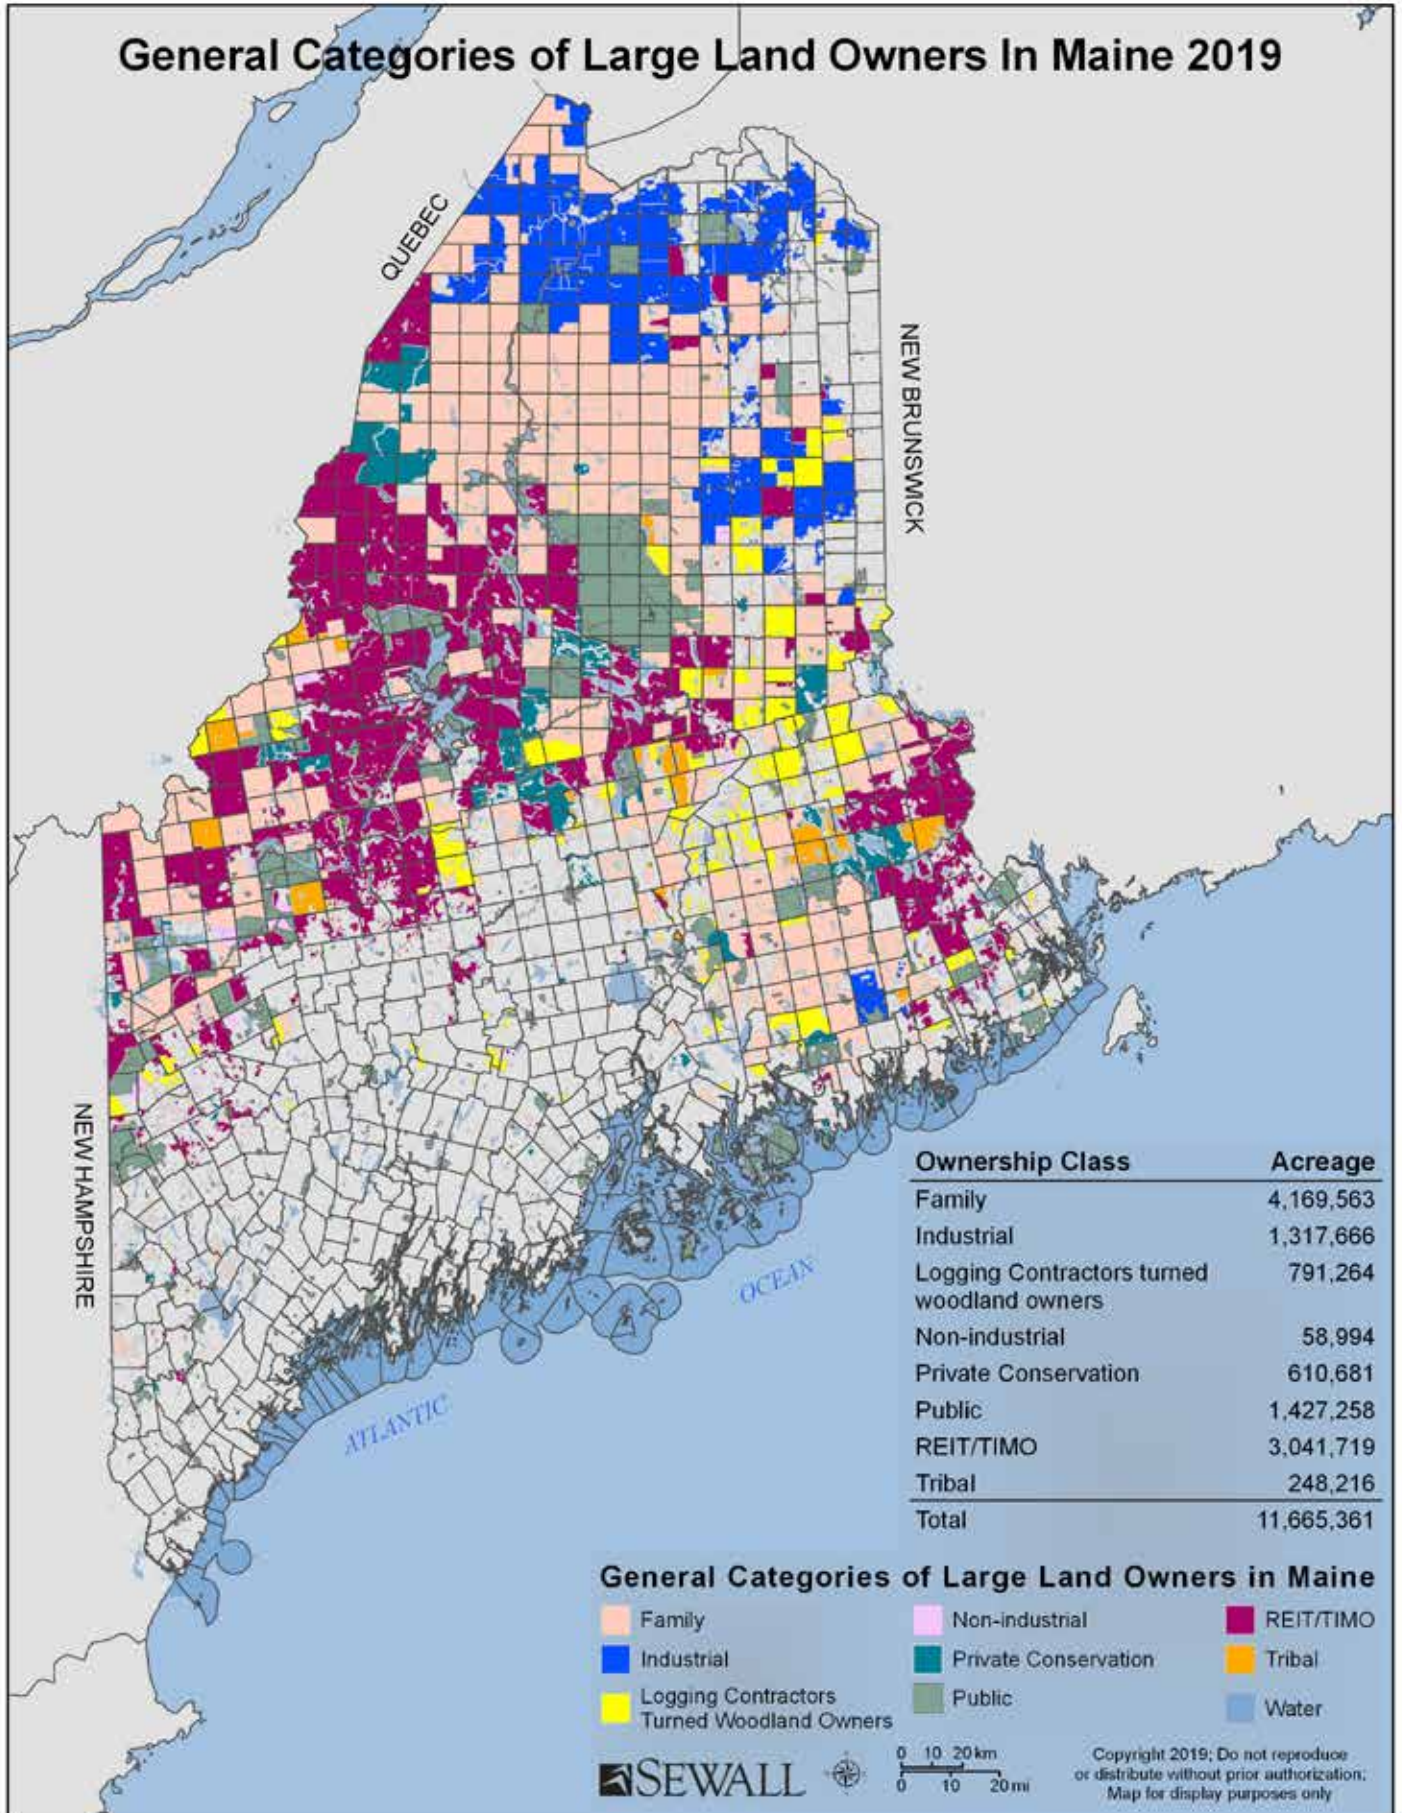 General Categories of Large Land Owners In Maine 2019
QUEBEC
NEW BRUNSWICK
NEW HAMPSHIRE
OCEAN
ATLANTIC
Ownership Class Acreage
Family 4,169,563
Industrial 1,317,666
Logging Contractors turned 791,264
woodland owners
Non-industrial 58,994
Private Conservation 610,681
Public 1,427,258
REIT/TIMO 3,041,719
Tribal 248,216
Total 11,665,361
General Categories of Large Land Owners in Maine
Family Non-industrial REIT/TIMO
Industrial Private Conservation Tribal
Logging Contractors Public Water
Turned Woodland Owners
SEWALL
0 10 20 km
0 10 20 mi
Copyright 2019; Do not reproduce
or distribute without prior authorization;
Map for display purposes only